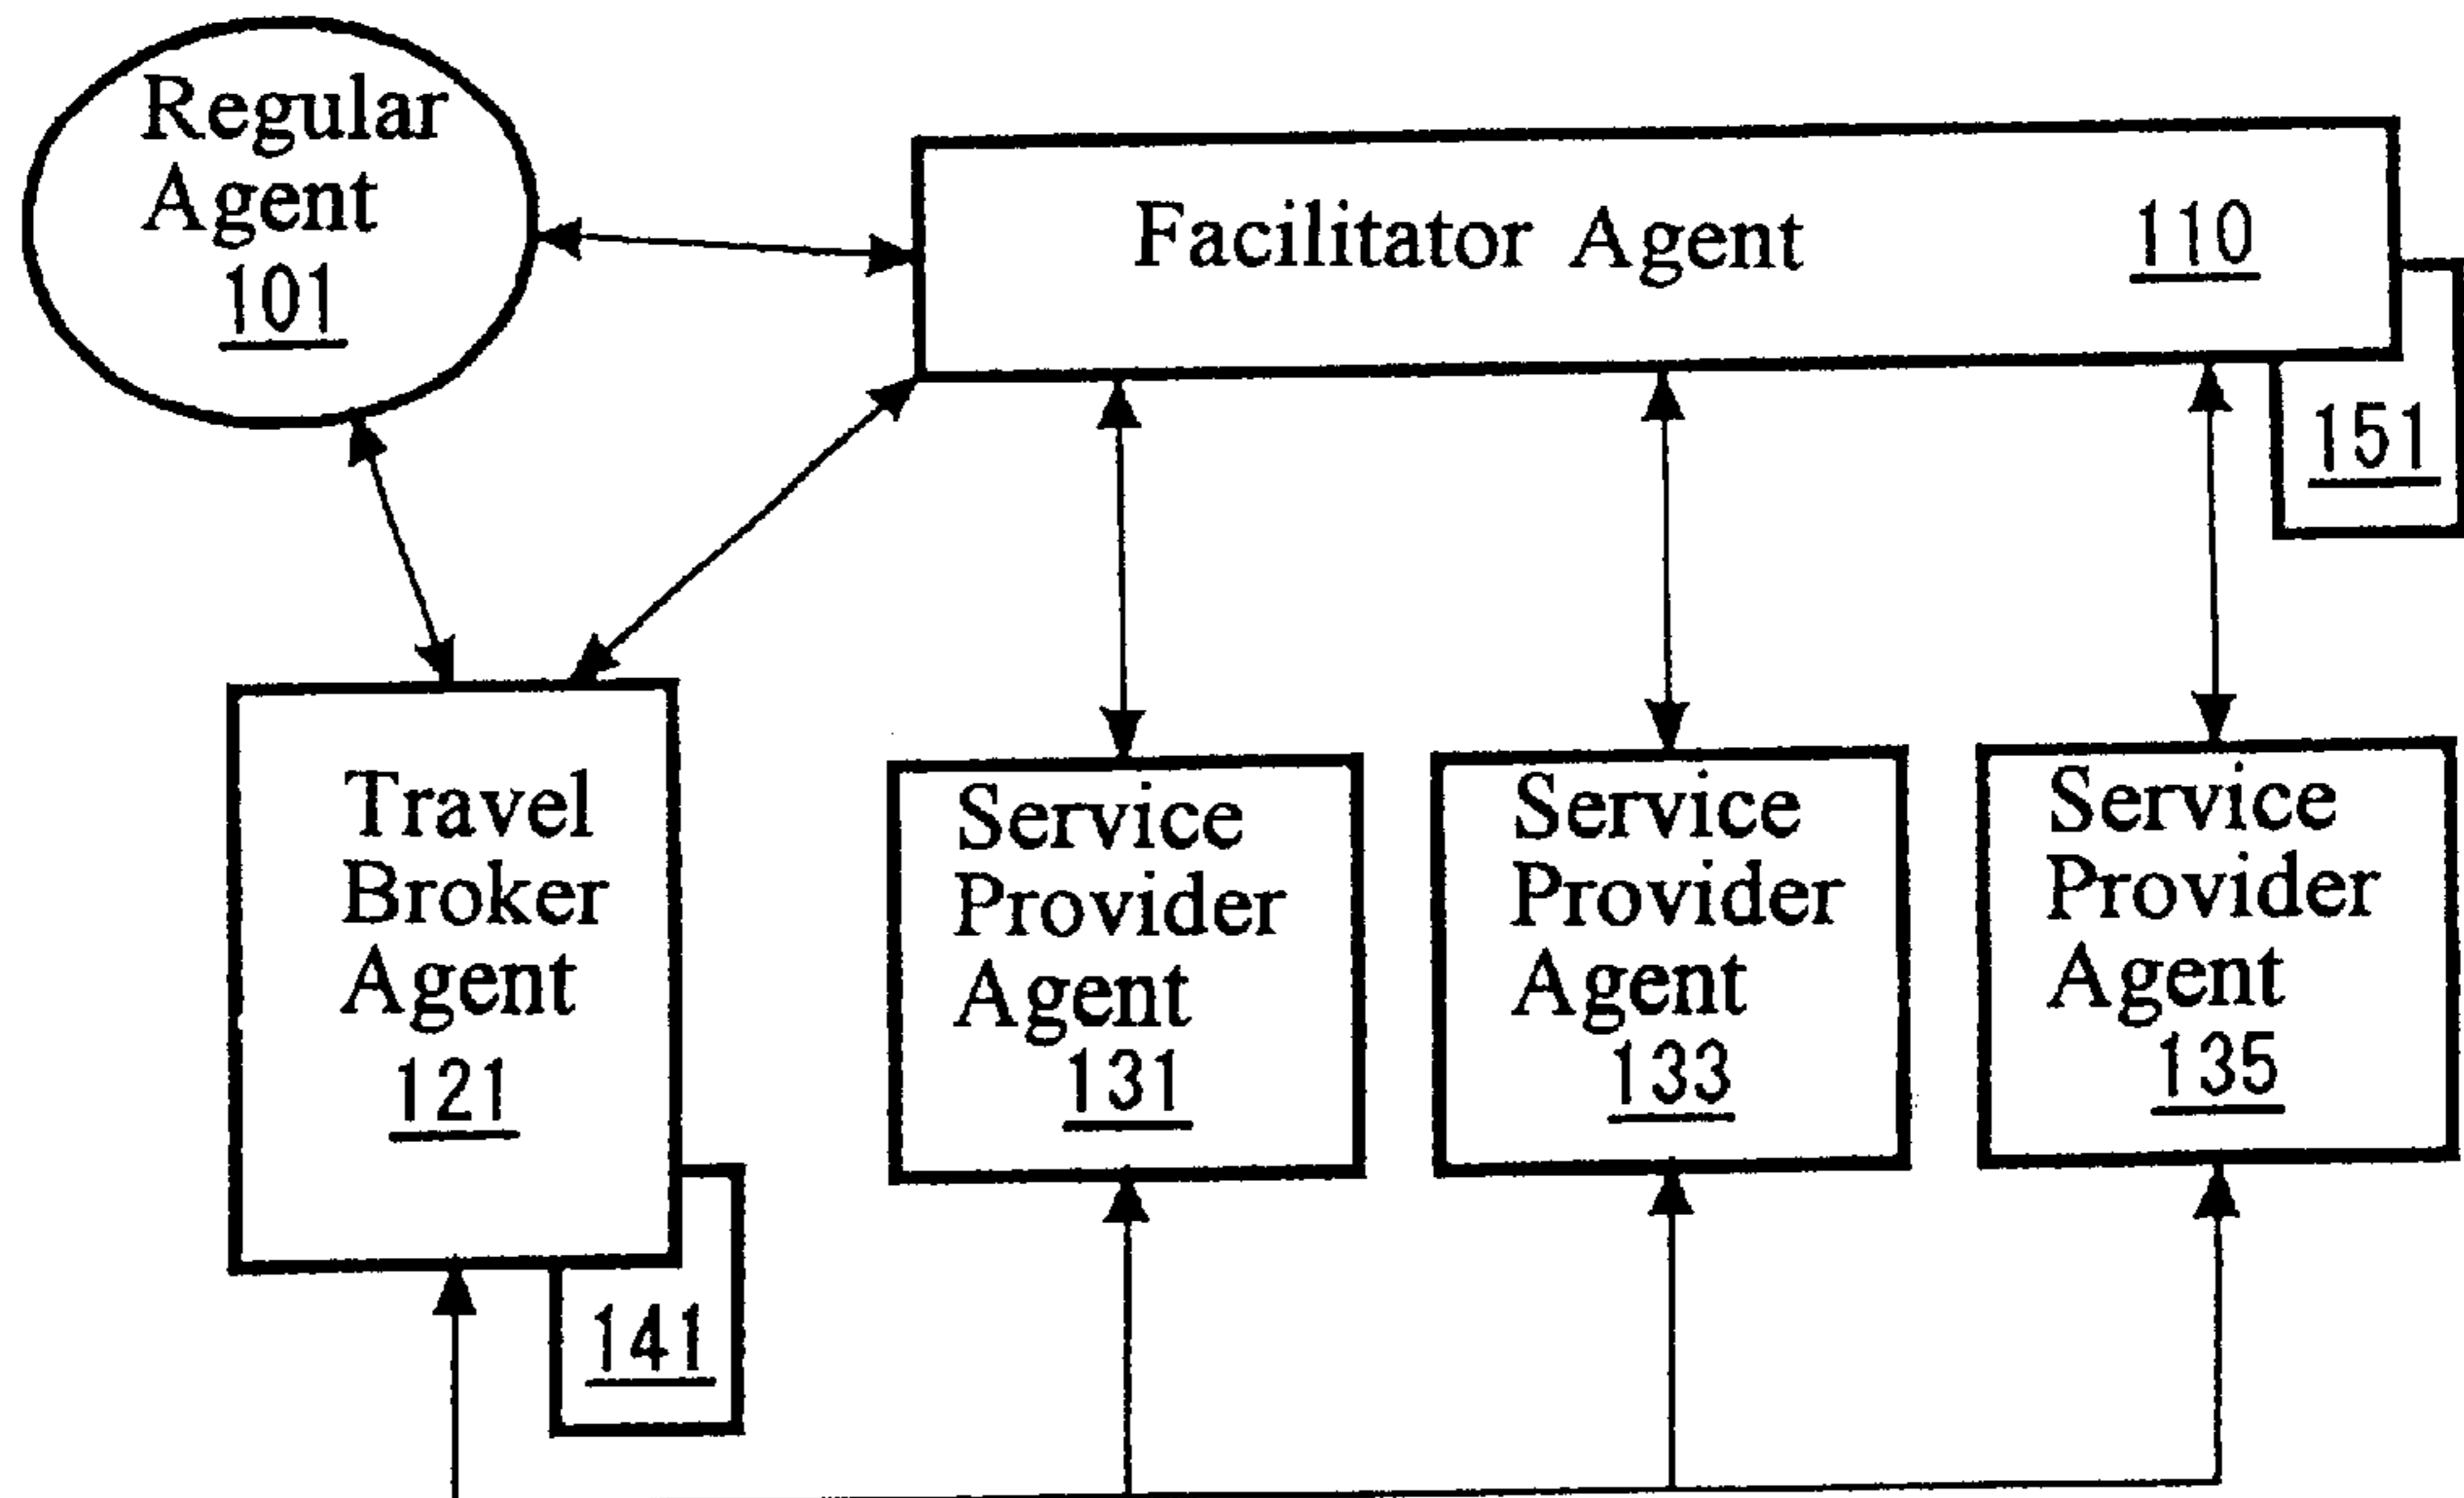 Regular
Agent
101
Facilitator Agent 110
151
Travel
Broker
Agent
121
141
Service
Provider
Agent
131
Service
Provider
Agent
133
Service
Provider
Agent
135